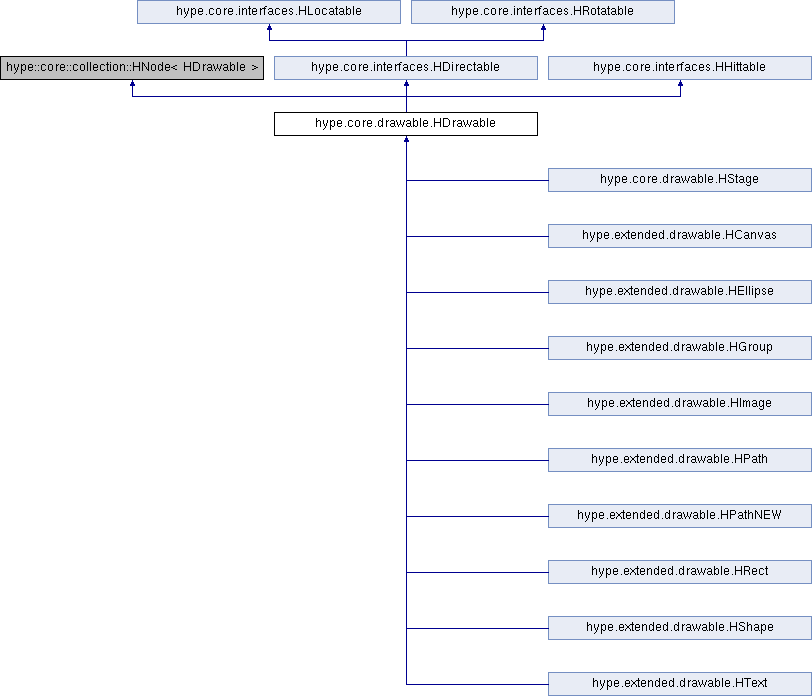 hype.core.interfaces.HLocatable
hype.core.interfaces.HRotatable
hype::core::collection::HNode< HDrawable >
hype.core.interfaces.HDirectable
hype.core.interfaces.HHittable
hype.core.drawable.HDrawable
hype.core.drawable.HStage
hype.extended.drawable.HCanvas
hype.extended.drawable.HEllipse
hype.extended.drawable.HGroup
hype.extended.drawable.HImage
hype.extended.drawable.HPath
hype.extended.drawable.HPathNEW
hype.extended.drawable.HRect
hype.extended.drawable.HShape
hype.extended.drawable.HText